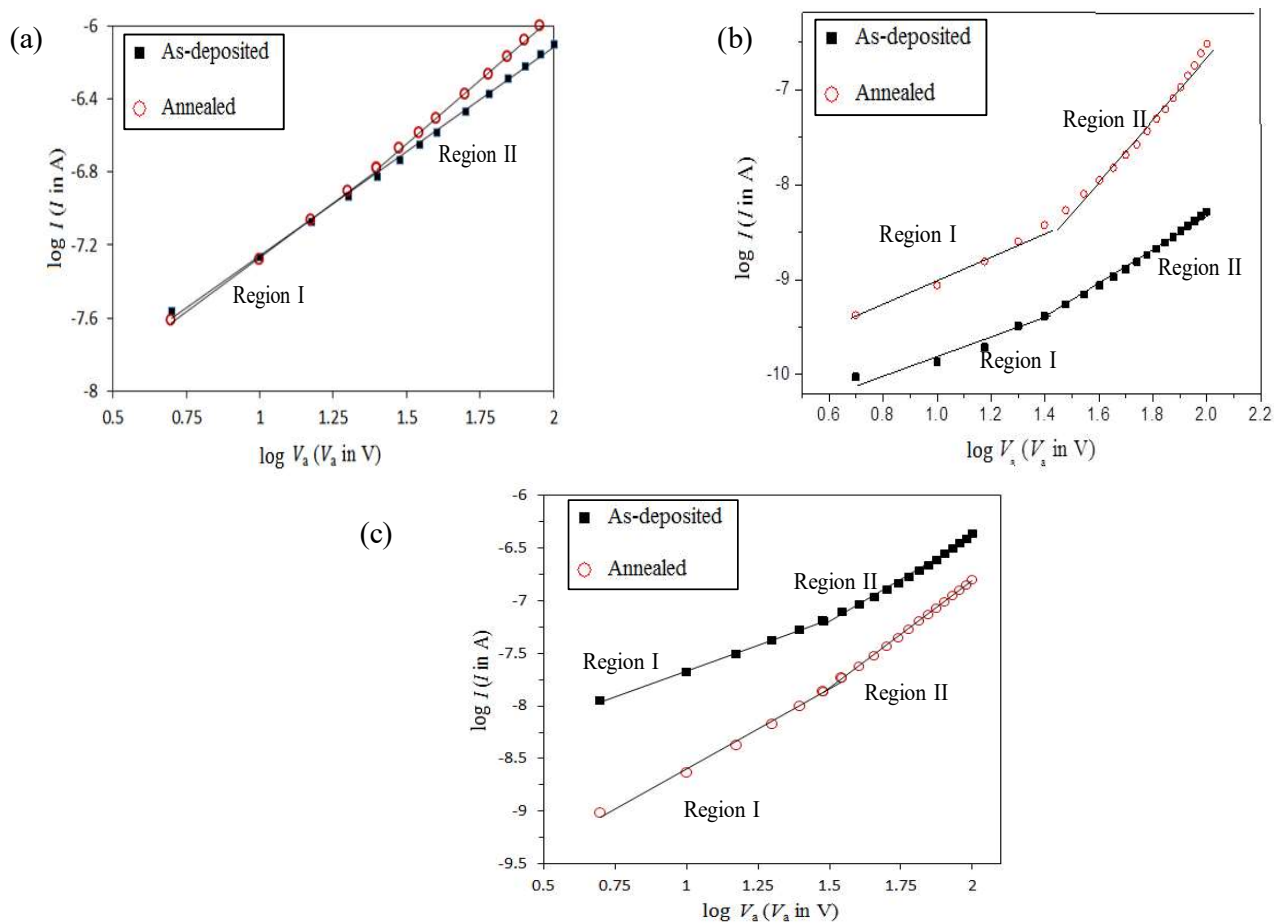 (a)
-6
-6.4
-6.8
-7.2
-7.6
-8
log I (I in A)
As-deposited
Annealed
Region II
Region I
0.5
0.75
1
1.25
1.5
1.75
2
log Va (Va in V)
(b)
-7
-8
-9
-10
log I (I in A)
As-deposited
Annealed
Region II
Region I
Region II
Region I
0.6 0.8 1.0 1.2 1.4 1.6 1.8 2.0 2.2
log Va (Va in V)
(c)
-6
-6.5
-7
-7.5
-8
-8.5
-9
-9.5
log I (I in A)
As-deposited
Annealed
Region II
Region I
Region II
Region I
0.5 0.75 1 1.25 1.5 1.75 2
log Va (Va in V)